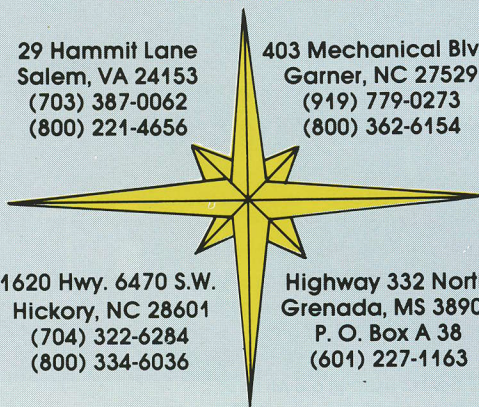 29 Hammit Lane
Salem, VA 24153
(703) 387-0062
(800) 221-4656
403 Mechanical Blv
Garner, NC 27529
(919) 779-0273
(800) 362-6154
1620 Hwy. 6470 S.W.
Hickory, NC 28601
(704) 322-6284
(800) 334-6036
Highway 332 Nort
Grenada, MS 3890
P. O. Box A 38
(601) 227-1163